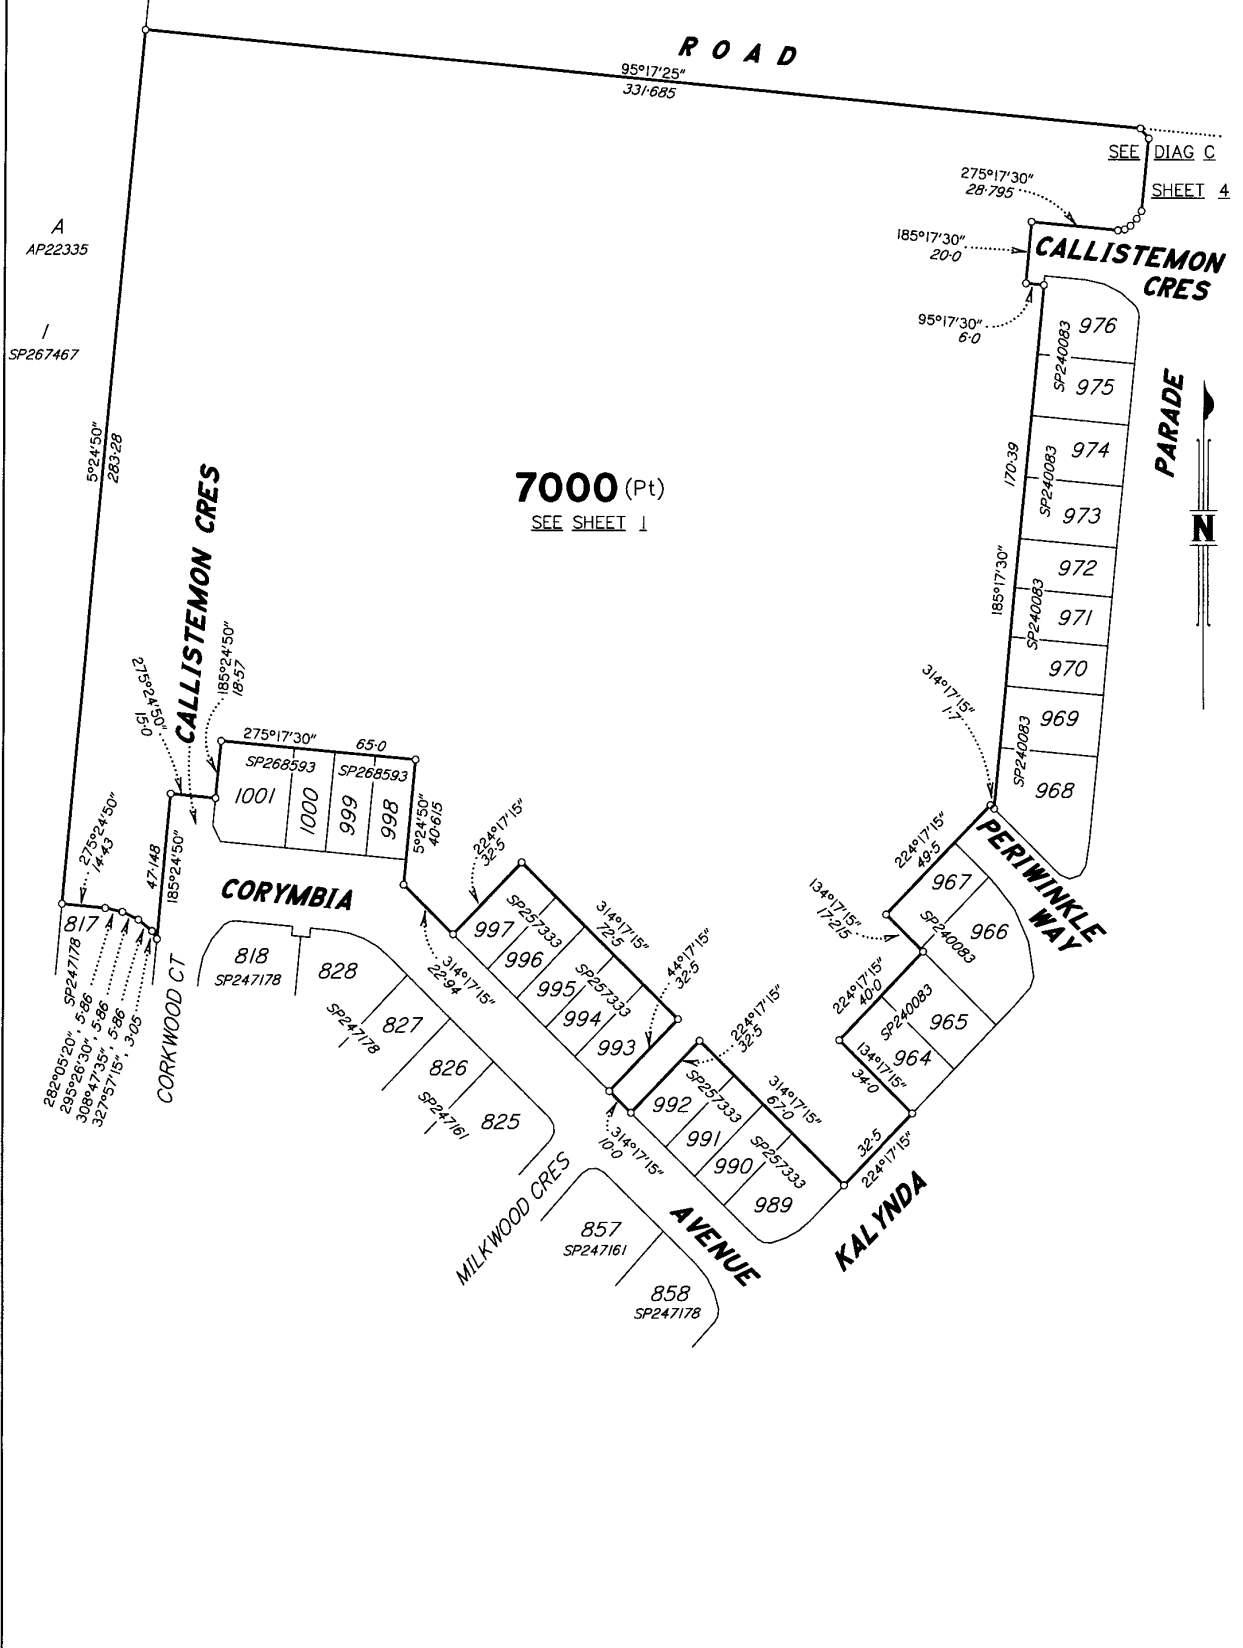 ROAD
95°17'25"
331·685
SEE DIAG C
SHEET 4
275°17'30"
28·795
185°17'30"
20·0
CALLISTEMON
CRES
95°17'30"
6·0
A
AP22335
1
SP267467
5°24'50"
283·28
7000 (Pt)
SEE SHEET 1
976
SP240083
975
974
SP240083
973
972
SP240083
971
970
969
SP240083
968
170·39
185°17'30"
PARADE
N
314°17'15"
1·7
CALLISTEMON CRES
275°24'50"
15·0
185°24'50"
18·57
275°17'30"
65·0
SP268593
SP268593
1001
1000
999
998
5°24'50"
40·615
275°24'50"
14·43
47·148
185°24'50"
817
SP247178
282°05'20", 5·86
295°26'30", 5·86
308°47'35", 5·86
327°57'15", 3·05
CORKWOOD CT
CORYMBIA
818
SP247178
828
SP247178
827
826
SP247161
825
224°17'15"
32·5
314°17'15"
22·94
997
SP257333
996
995
SP257333
994
993
314°17'15"
72·5
44°17'15"
32·5
224°17'15"
32·5
314°17'15"
10·0
992
SP257333
991
990
SP257333
989
314°17'15"
67·0
224°17'15"
49·5
134°17'15"
17·215
967
SP240083
966
PERIWINKLE
WAY
224°17'15"
40·0
SP240083
965
964
134°17'15"
34·0
32·5
224°17'15"
KALYNDA
MILKWOOD CRES
AVENUE
857
SP247161
858
SP247178